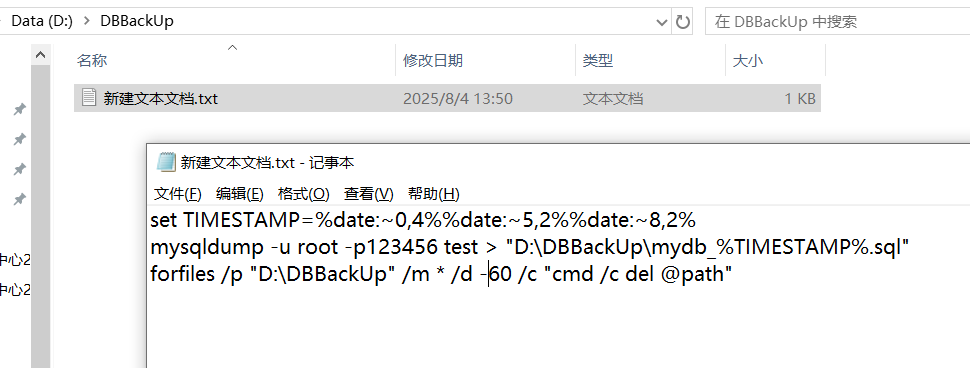 Data (D:) > DBBackUp
在 DBBackUp 中搜索
名称 修改日期 类型 大小
新建文本文档.txt 2025/8/4 13:50 文本文档 1 KB
新建文本文档.txt - 记事本
文件(F) 编辑(E) 格式(O) 查看(V) 帮助(H)
set TIMESTAMP=%date:~0,4%%date:~5,2%%date:~8,2%
mysqldump -u root -p123456 test > "D:\DBBackUp\mydb_%TIMESTAMP%.sql"
forfiles /p "D:\DBBackUp" /m * /d -60 /c "cmd /c del @path"
中心2
中心2